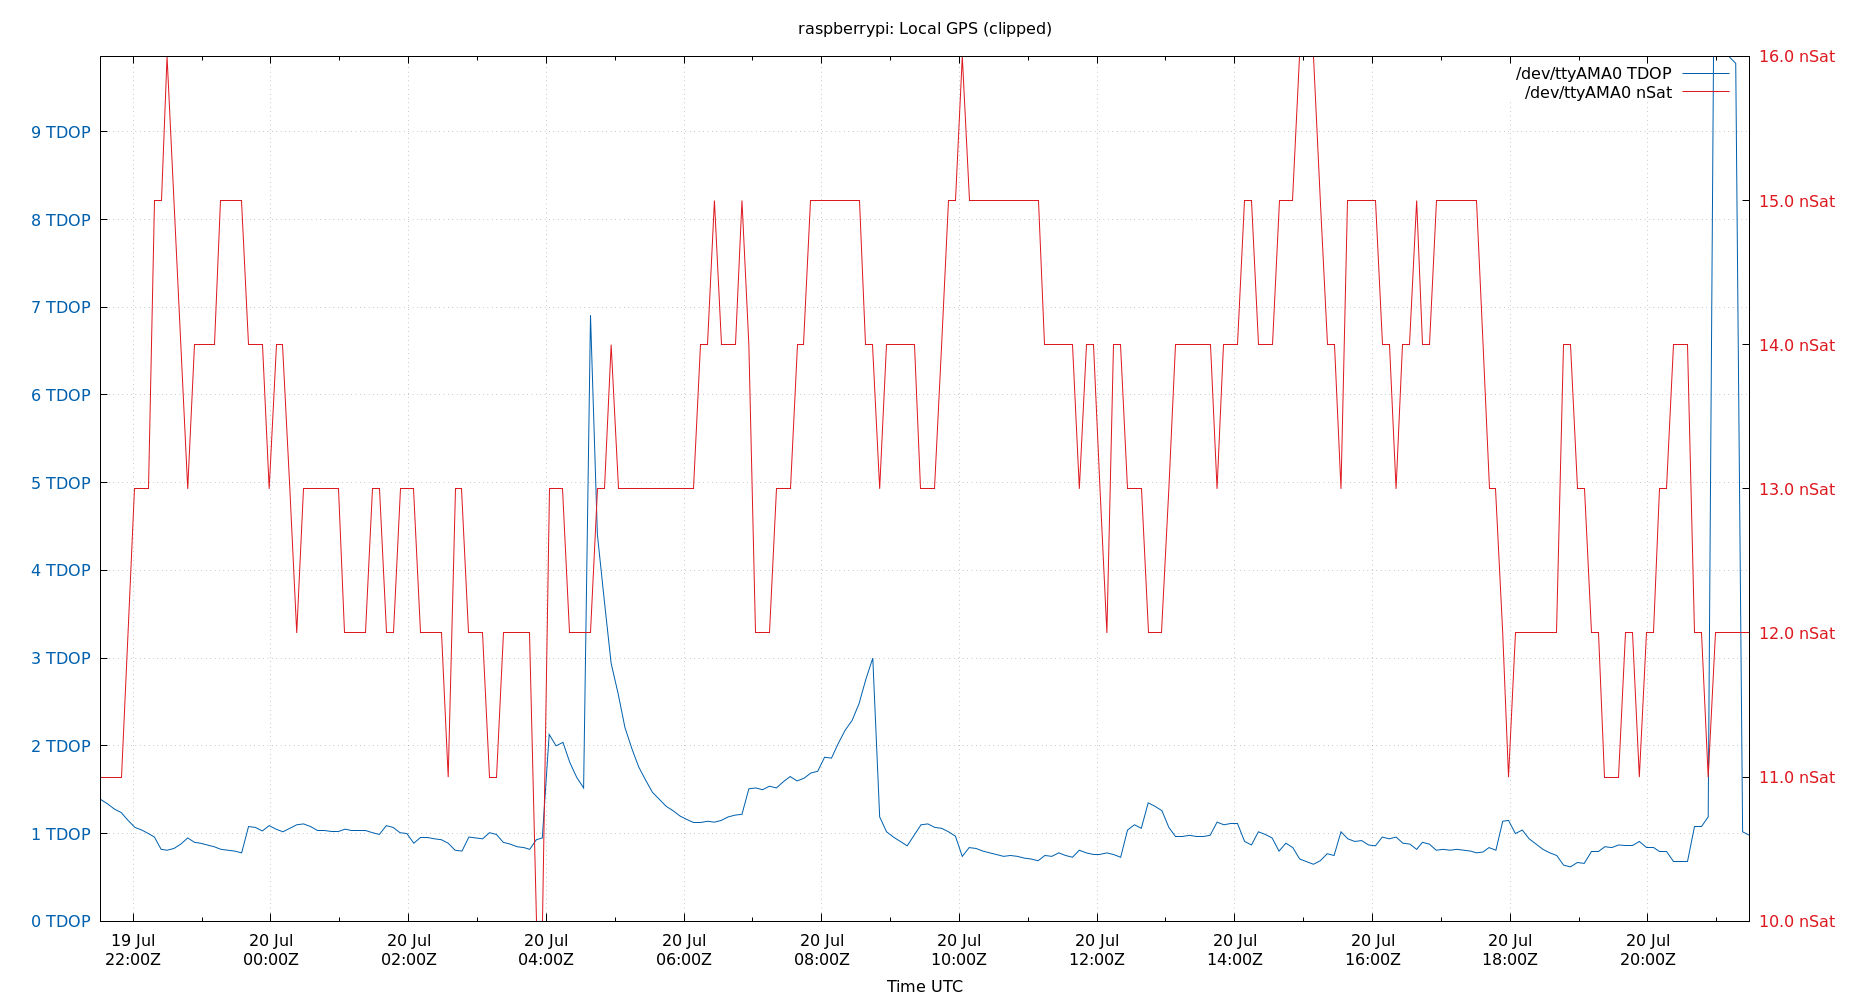 raspberrypi: Local GPS (clipped)
16.0 nSat
/dev/ttyAMA0 TDOP
/dev/ttyAMA0 nSat
9 TDOP
15.0 nSat
8 TDOP
7 TDOP
14.0 nSat
6 TDOP
5 TDOP
13.0 nSat
4 TDOP
12.0 nSat
3 TDOP
2 TDOP
11.0 nSat
1 TDOP
0 TDOP
10.0 nSat
19 Jul 20 Jul 20 Jul 20 Jul 20 Jul 20 Jul 20 Jul 20 Jul 20 Jul 20 Jul 20 Jul 20 Jul
22:00Z 00:00Z 02:00Z 04:00Z 06:00Z 08:00Z 10:00Z 12:00Z 14:00Z 16:00Z 18:00Z 20:00Z
Time UTC